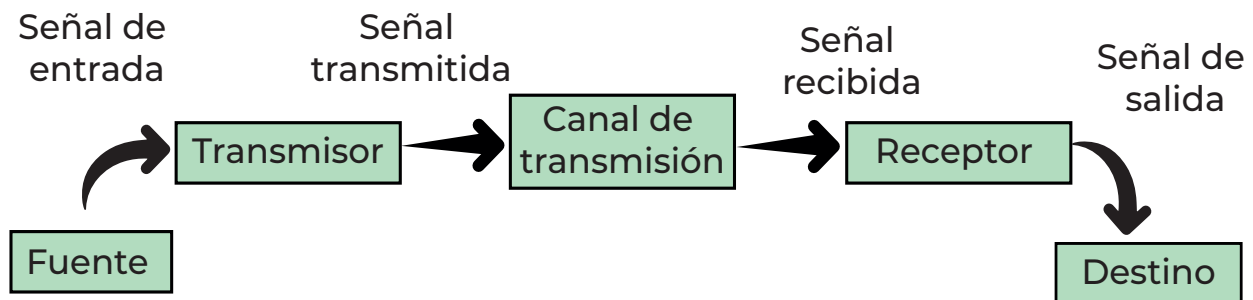 Señal de
entrada
Señal
transmitida
Señal
recibida
Señal de
salida
Transmisor
Canal de
transmisión
Receptor
Fuente
Destino